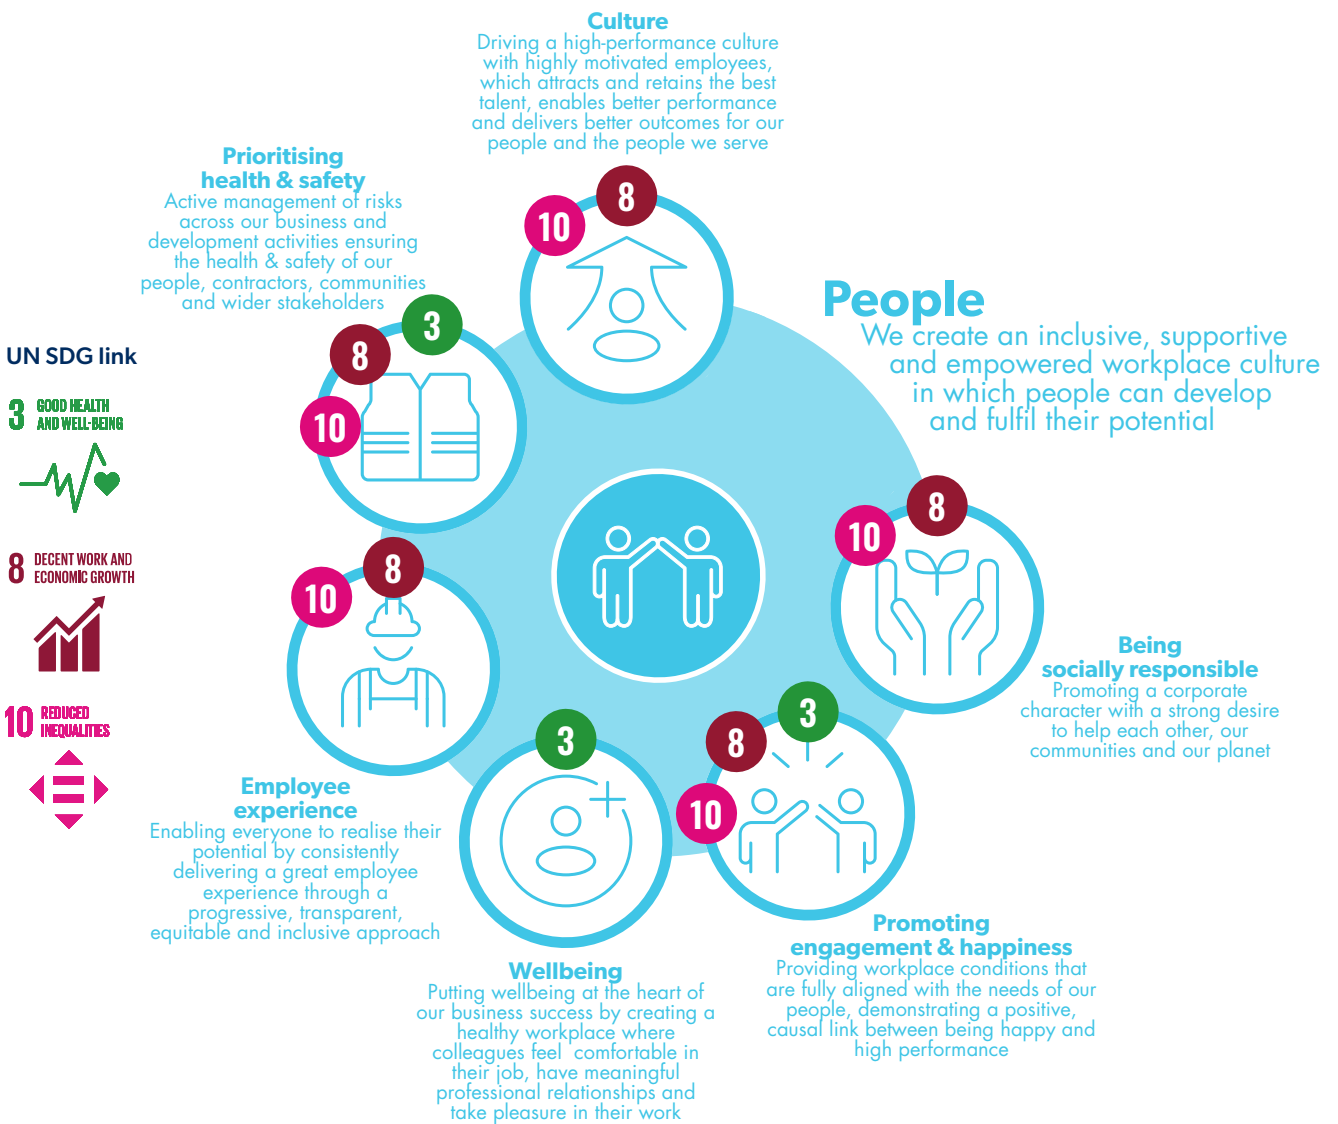 Culture
Driving a high-performance culture
with highly motivated employees,
which attracts and retains the best
talent, enables better performance
and delivers better outcomes for our
people and the people we serve
10
8
Prioritising
health & safety
Active management of risks
across our business and
development activities ensuring
the health & safety of our
people, contractors, communities
and wider stakeholders
3
8
10
People
We create an inclusive, supportive
and empowered workplace culture
in which people can develop
and fulfil their potential
UN SDG link
3 GOOD HEALTH
AND WELL-BEING
8 DECENT WORK AND
ECONOMIC GROWTH
10 REDUCED
INEQUALITIES
10
8
Being
socially responsible
Promoting a corporate
character with a strong desire
to help each other, our
communities and our planet
10
8
Employee
experience
Enabling everyone to realise their
potential by consistently
delivering a great employee
experience through a
progressive, transparent,
equitable and inclusive approach
3
Wellbeing
Putting wellbeing at the heart of
our business success by creating a
healthy workplace where
colleagues feel comfortable in
their job, have meaningful
professional relationships and
take pleasure in their work
3
8
10
Promoting
engagement & happiness
Providing workplace conditions that
are fully aligned with the needs of our
people, demonstrating a positive,
causal link between being happy and
high performance